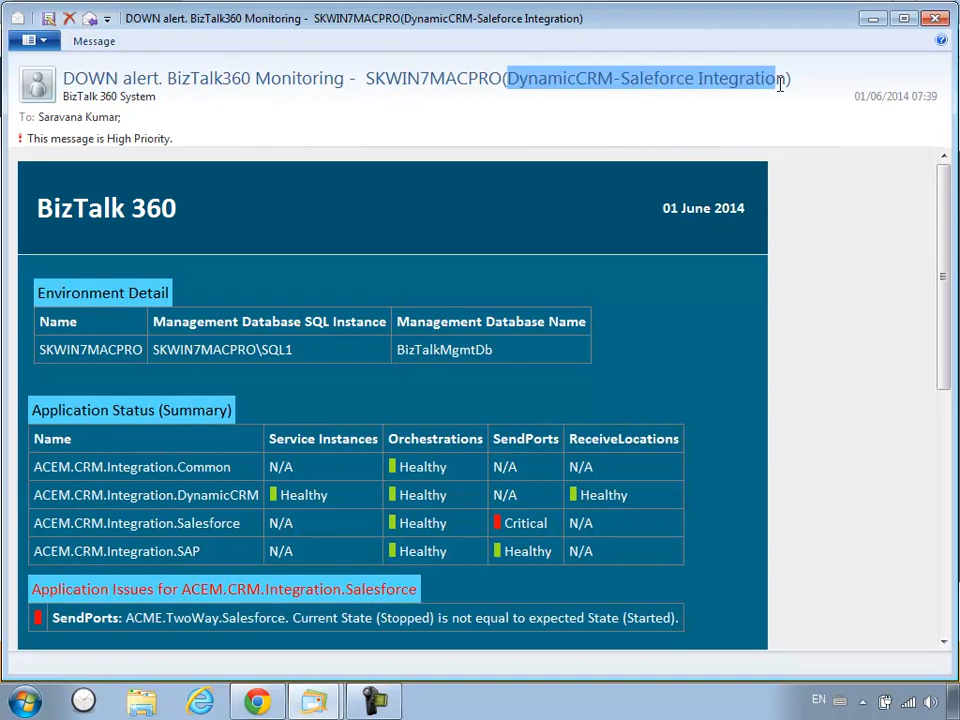 DOWN alert. BizTalk360 Monitoring - SKWIN7MACPRO(DynamicCRM-Saleforce Integration)
Message
DOWN alert. BizTalk360 Monitoring - SKWIN7MACPRO(DynamicCRM-Saleforce Integration)
BizTalk 360 System
01/06/2014 07:39
To: Saravana Kumar;
! This message is High Priority.
BizTalk 360
01 June 2014
Environment Detail
Name Management Database SQL Instance Management Database Name
SKWIN7MACPRO SKWIN7MACPRO\SQL1 BizTalkMgmtDb
Application Status (Summary)
Name Service Instances Orchestrations SendPorts ReceiveLocations
ACEM.CRM.Integration.Common N/A Healthy N/A N/A
ACEM.CRM.Integration.DynamicCRM Healthy Healthy N/A Healthy
ACEM.CRM.Integration.Salesforce N/A Healthy Critical N/A
ACEM.CRM.Integration.SAP N/A Healthy Healthy N/A
Application Issues for ACEM.CRM.Integration.Salesforce
SendPorts: ACME.TwoWay.Salesforce. Current State (Stopped) is not equal to expected State (Started).
EN